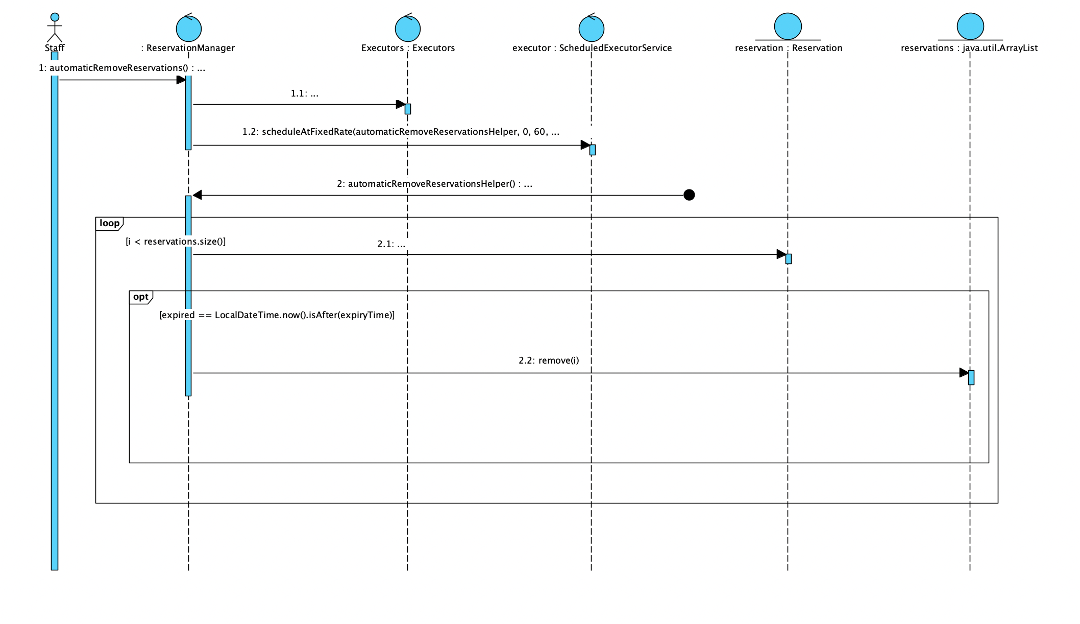 Staff
: ReservationManager
Executors : Executors
executor : ScheduledExecutorService
reservation : Reservation
reservations : java.util.ArrayList
1: automaticRemoveReservations() : ...
1.1: ...
1.2: scheduleAtFixedRate(automaticRemoveReservationsHelper, 0, 60, ...
2: automaticRemoveReservationsHelper() : ...
loop
[i < reservations.size()]
2.1: ...
opt
[expired == LocalDateTime.now().isAfter(expiryTime)]
2.2: remove(i)